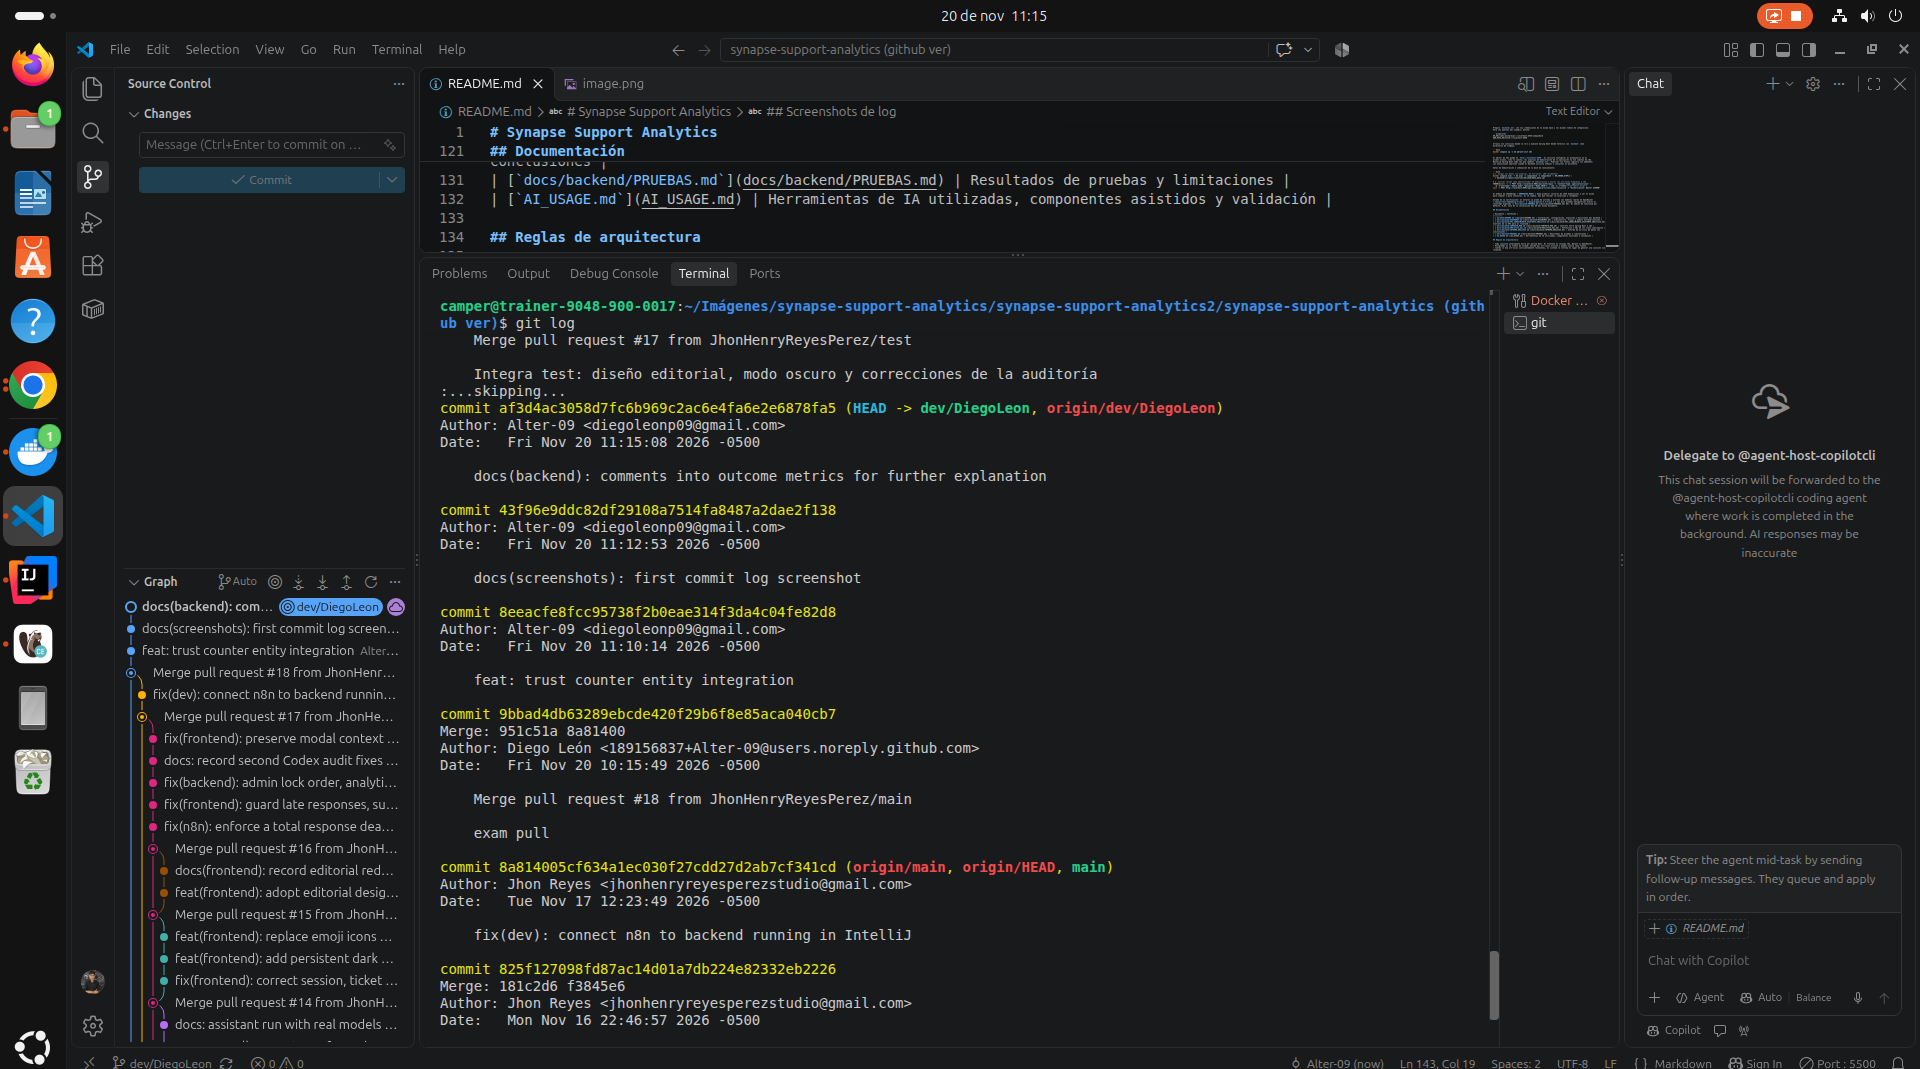 20 de nov 11:15
File Edit Selection View Go Run Terminal Help
synapse-support-analytics (github ver)
Source Control
Changes
Message (Ctrl+Enter to commit on ...
Commit
Graph
Auto
docs(backend): com... dev/DiegoLeon
docs(screenshots): first commit log screen...
feat: trust counter entity integration Alter...
Merge pull request #18 from JhonHenr...
fix(dev): connect n8n to backend runnin...
Merge pull request #17 from JhonHe...
fix(frontend): preserve modal context ...
docs: record second Codex audit fixes ...
fix(backend): admin lock order, analyti...
fix(frontend): guard late responses, su...
fix(n8n): enforce a total response dea...
Merge pull request #16 from JhonH...
docs(frontend): record editorial red...
feat(frontend): adopt editorial desig...
Merge pull request #15 from JhonH...
feat(frontend): replace emoji icons ...
feat(frontend): add persistent dark ...
fix(frontend): correct session, ticket ...
Merge pull request #14 from JhonH...
docs: assistant run with real models ...
README.md image.png
README.md > # Synapse Support Analytics > ## Screenshots de log
Text Editor
1 # Synapse Support Analytics
121 ## Documentación
Conclusiones |
131 | [`docs/backend/PRUEBAS.md`](docs/backend/PRUEBAS.md) | Resultados de pruebas y limitaciones |
132 | [`AI_USAGE.md`](AI_USAGE.md) | Herramientas de IA utilizadas, componentes asistidos y validación |
133
134 ## Reglas de arquitectura
Problems Output Debug Console Terminal Ports
camper@trainer-9048-900-0017:~/Imágenes/synapse-support-analytics/synapse-support-analytics2/synapse-support-analytics (gith
ub ver)$ git log
Merge pull request #17 from JhonHenryReyesPerez/test
Integra test: diseño editorial, modo oscuro y correcciones de la auditoría
:...skipping...
commit af3d4ac3058d7fc6b969c2ac6e4fa6e2e6878fa5 (HEAD -> dev/DiegoLeon, origin/dev/DiegoLeon)
Author: Alter-09 <diegoleonp09@gmail.com>
Date: Fri Nov 20 11:15:08 2026 -0500
docs(backend): comments into outcome metrics for further explanation
commit 43f96e9ddc82df29108a7514fa8487a2dae2f138
Author: Alter-09 <diegoleonp09@gmail.com>
Date: Fri Nov 20 11:12:53 2026 -0500
docs(screenshots): first commit log screenshot
commit 8eeacfe8fcc95738f2b0eae314f3da4c04fe82d8
Author: Alter-09 <diegoleonp09@gmail.com>
Date: Fri Nov 20 11:10:14 2026 -0500
feat: trust counter entity integration
commit 9bbad4db63289ebcde420f29b6f8e85aca040cb7
Merge: 951c51a 8a81400
Author: Diego León <189156837+Alter-09@users.noreply.github.com>
Date: Fri Nov 20 10:15:49 2026 -0500
Merge pull request #18 from JhonHenryReyesPerez/main
exam pull
commit 8a814005cf634a1ec030f27cdd27d2ab7cf341cd (origin/main, origin/HEAD, main)
Author: Jhon Reyes <jhonhenryreyesperezstudio@gmail.com>
Date: Tue Nov 17 12:23:49 2026 -0500
fix(dev): connect n8n to backend running in IntelliJ
commit 825f127098fd87ac14d01a7db224e82332eb2226
Merge: 181c2d6 f3845e6
Author: Jhon Reyes <jhonhenryreyesperezstudio@gmail.com>
Date: Mon Nov 16 22:46:57 2026 -0500
Docker ...
git
Chat
Delegate to @agent-host-copilotcli
This chat session will be forwarded to the
@agent-host-copilotcli coding agent
where work is completed in the
background. AI responses may be
inaccurate
Tip: Steer the agent mid-task by sending
follow-up messages. They queue and apply
in order.
README.md
Chat with Copilot
Agent Auto Balance
Copilot
dev/DiegoLeon 0 0
Alter-09 (now) Ln 143, Col 19 Spaces: 2 UTF-8 LF { } Markdown Sign In Port : 5500